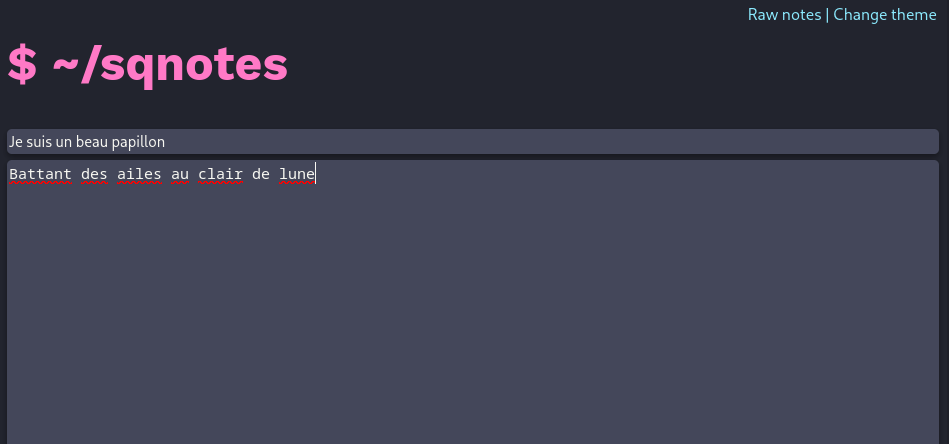 Raw notes | Change theme
$ ~/sqnotes
Je suis un beau papillon
Battant des ailes au clair de lune